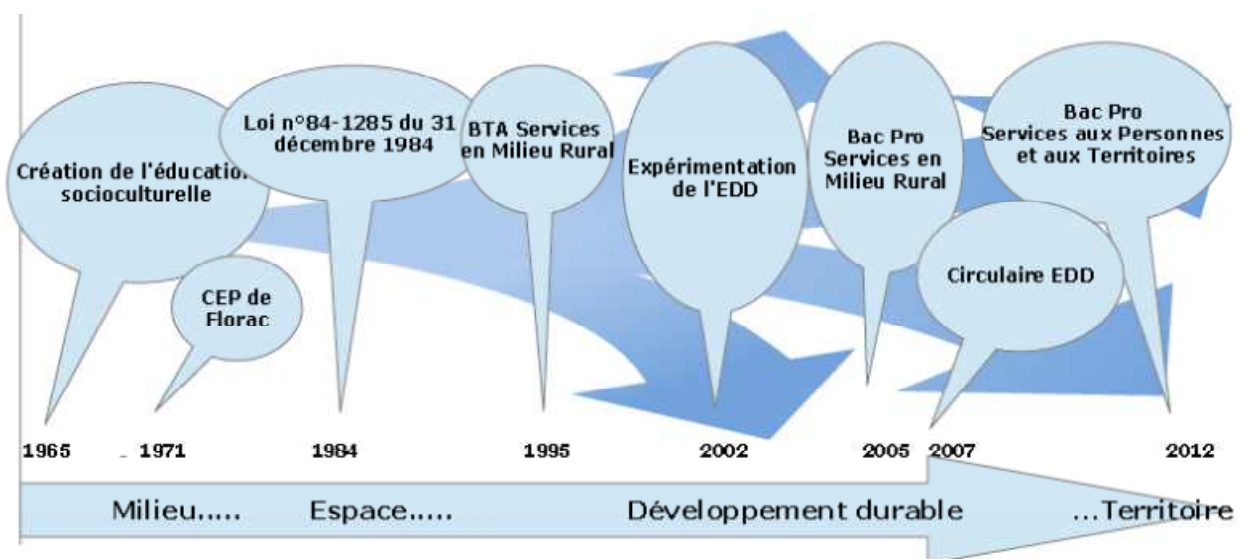 Création de l'éducation
socioculturelle
CEP de
Florac
Loi n°84-1285 du 31
décembre 1984
BTA Services
en Milieu Rural
Expérimentation
de l'EDD
Bac Pro
Services en
Milieu Rural
Circulaire EDD
Bac Pro
Services aux Personnes
et aux Territoires
1965 1971 1984 1995 2002 2005 2007 2012
Milieu..... Espace..... Développement durable ...Territoire